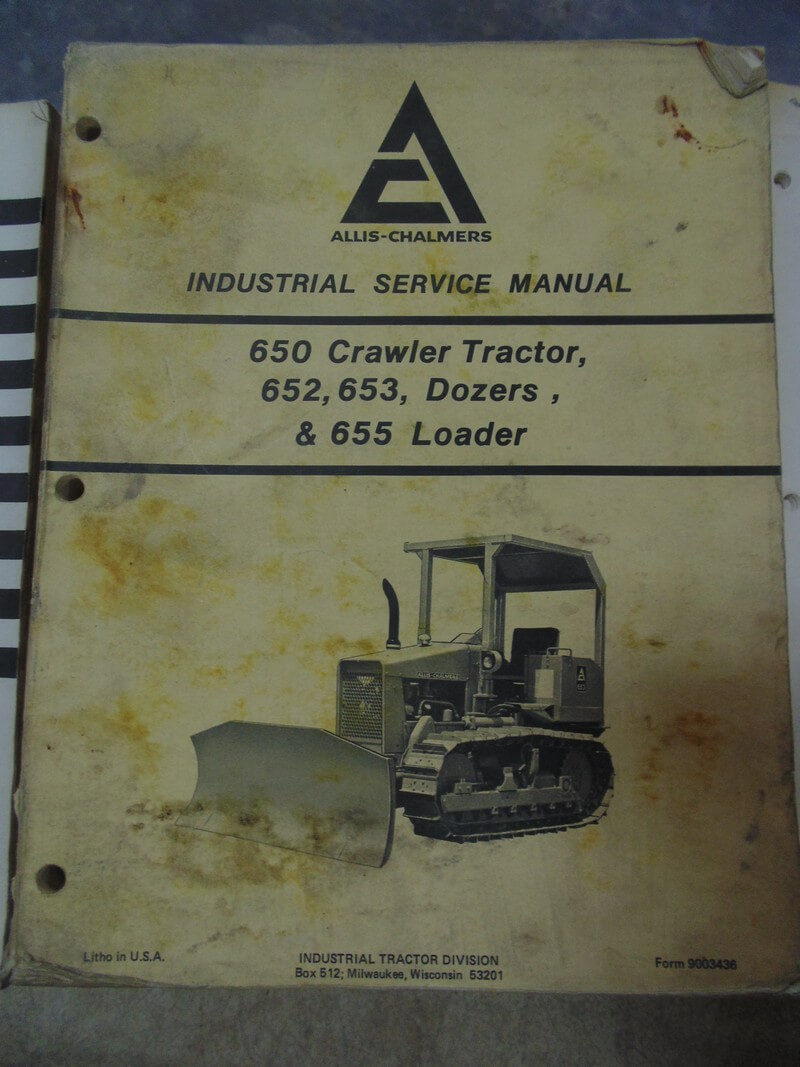 ALLIS-CHALMERS
INDUSTRIAL SERVICE MANUAL
650 Crawler Tractor,
652, 653, Dozers ,
& 655 Loader
ALLIS-CHALMERS
653
Litho in U.S.A.
INDUSTRIAL TRACTOR DIVISION
Box 512; Milwaukee, Wisconsin 53201
Form 9003436